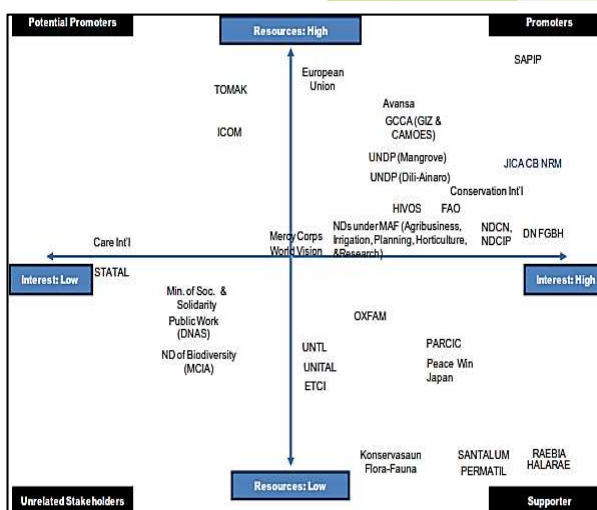 Potential Promoters
Resources: High
Promoters
SAPIP
European
Union
TOMAK
Avansa
GCCA (GIZ &
CAMOES)
ICOM
UNDP (Mangrove)
JICA CB NRM
UNDP (Dili-Ainaro)
Conservation Int'l
HIVOS
FAO
NDs under MAF (Agribusiness,
Irrigation, Planning, Horticulture,
&Research)
NDCN,
NDCIP
DN FGBH
Mercy Corps
World Vision
Care Int'l
Interest: Low
STATAL
Interest: High
Min. of Soc. &
Solidarity
Public Work
(DNAS)
ND of Biodiversity
(MCIA)
OXFAM
UNTL
UNITAL
ETCI
PARCIC
Peace Win
Japan
Konservasaun
Flora-Fauna
SANTALUM
PERMATIL
RAEBIA
HALARAE
Resources: Low
Unrelated Stakeholders
Supporter